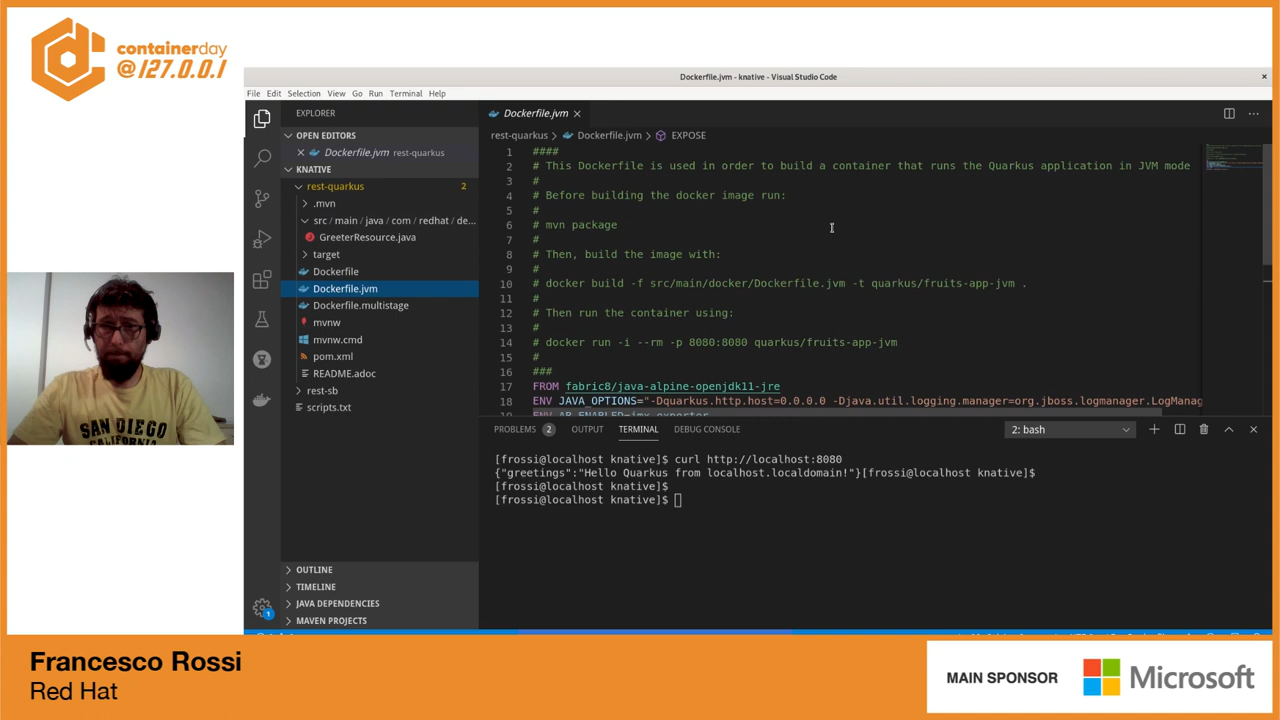 containerday
@127.0.0.1
Dockerfile.jvm - knative - Visual Studio Code
File Edit Selection View Go Run Terminal Help
EXPLORER
OPEN EDITORS
Dockerfile.jvm rest-quarkus
KNATIVE
rest-quarkus 2
.mvn
src / main / java / com / redhat / de...
GreeterResource.java
target
Dockerfile
Dockerfile.jvm
Dockerfile.multistage
mvnw
mvnw.cmd
pom.xml
README.adoc
rest-sb
scripts.txt
OUTLINE
TIMELINE
JAVA DEPENDENCIES
MAVEN PROJECTS
1
Dockerfile.jvm
rest-quarkus > Dockerfile.jvm > EXPOSE
1 ####
2 # This Dockerfile is used in order to build a container that runs the Quarkus application in JVM mode
3 #
4 # Before building the docker image run:
5 #
6 # mvn package
7 #
8 # Then, build the image with:
9 #
10 # docker build -f src/main/docker/Dockerfile.jvm -t quarkus/fruits-app-jvm .
11 #
12 # Then run the container using:
13 #
14 # docker run -i --rm -p 8080:8080 quarkus/fruits-app-jvm
15 #
16 ###
17 FROM fabric8/java-alpine-openjdk11-jre
18 ENV JAVA_OPTIONS="-Dquarkus.http.host=0.0.0.0 -Djava.util.logging.manager=org.jboss.logmanager.LogManag
19 ENV AB_ENABLED=jmx_exporter
PROBLEMS 2 OUTPUT TERMINAL DEBUG CONSOLE 2: bash
[frossi@localhost knative]$ curl http://localhost:8080
{"greetings":"Hello Quarkus from localhost.localdomain!"}[frossi@localhost knative]$
[frossi@localhost knative]$
[frossi@localhost knative]$
SAN DIEGO
CALIFORNIA
Francesco Rossi
Red Hat
MAIN SPONSOR Microsoft